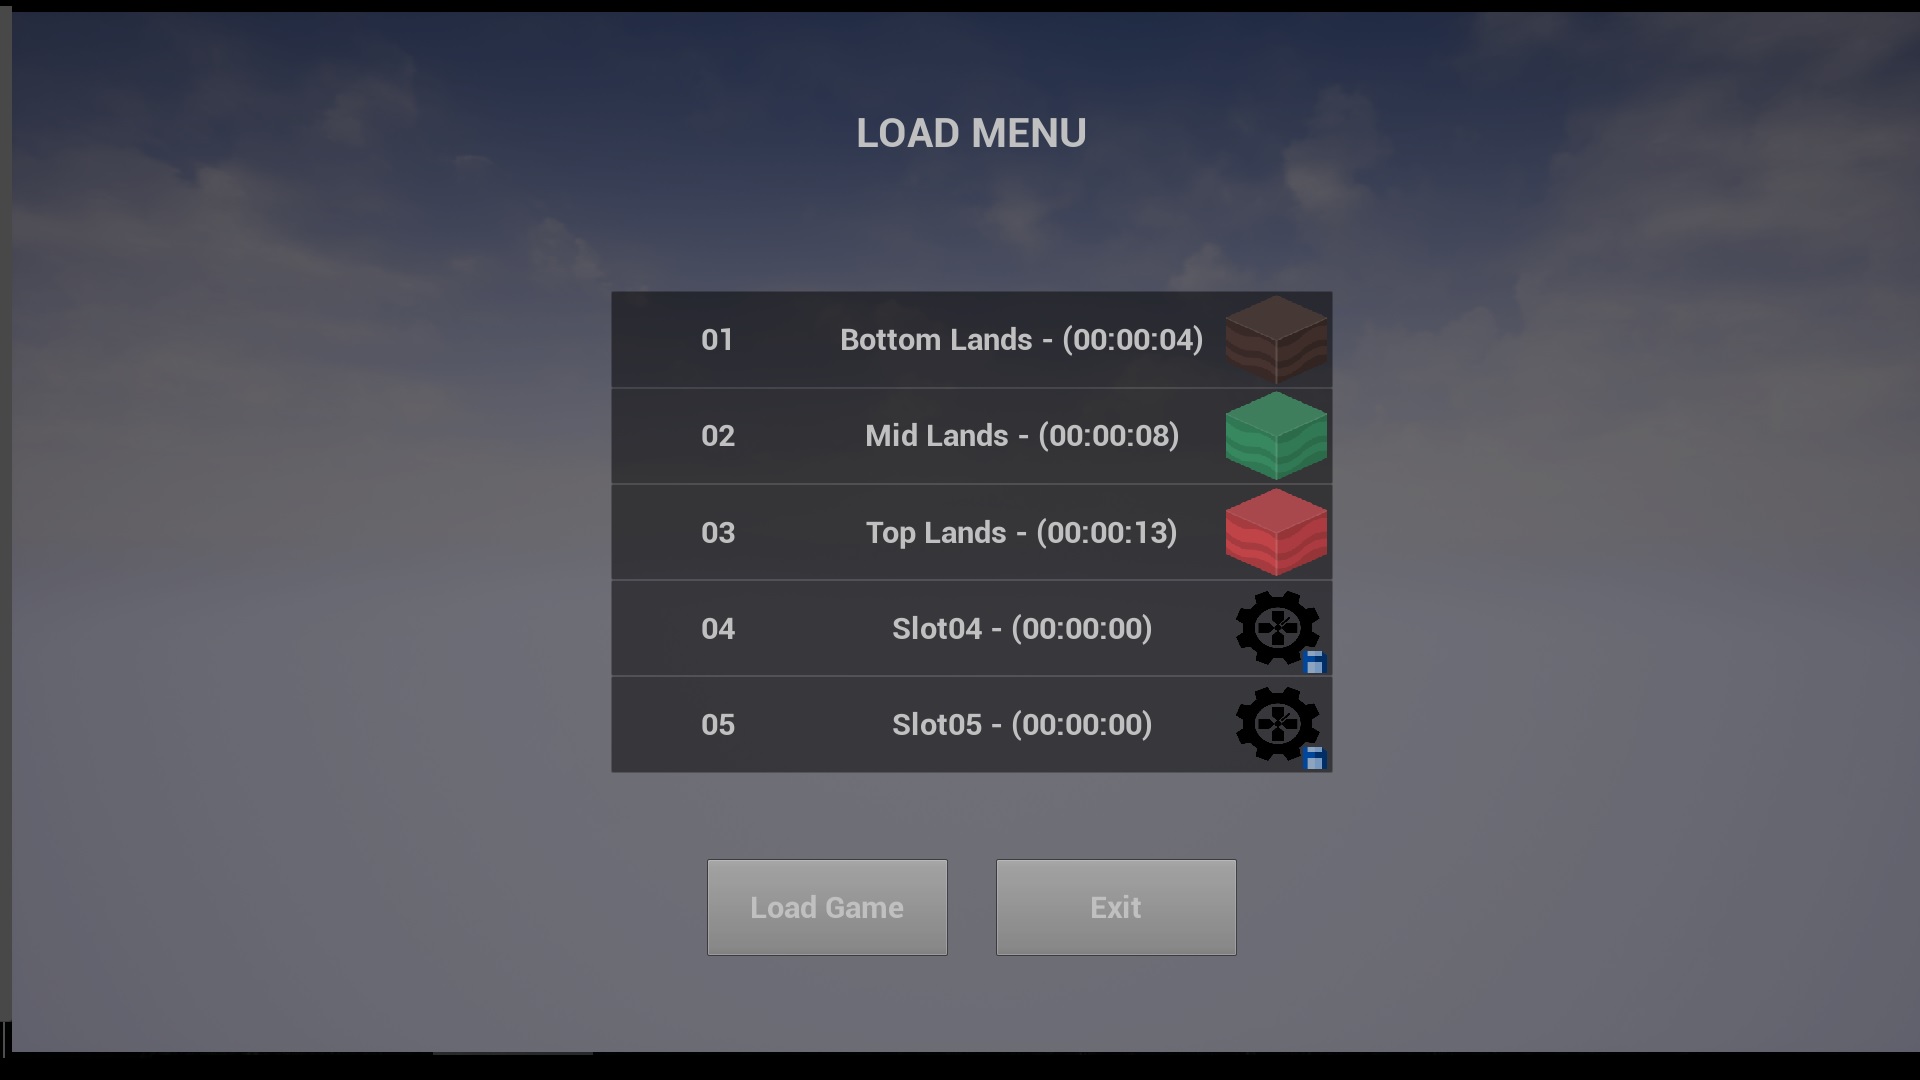 LOAD MENU
01 Bottom Lands - (00:00:04)
02 Mid Lands - (00:00:08)
03 Top Lands - (00:00:13)
04 Slot04 - (00:00:00)
05 Slot05 - (00:00:00)
Load Game Exit